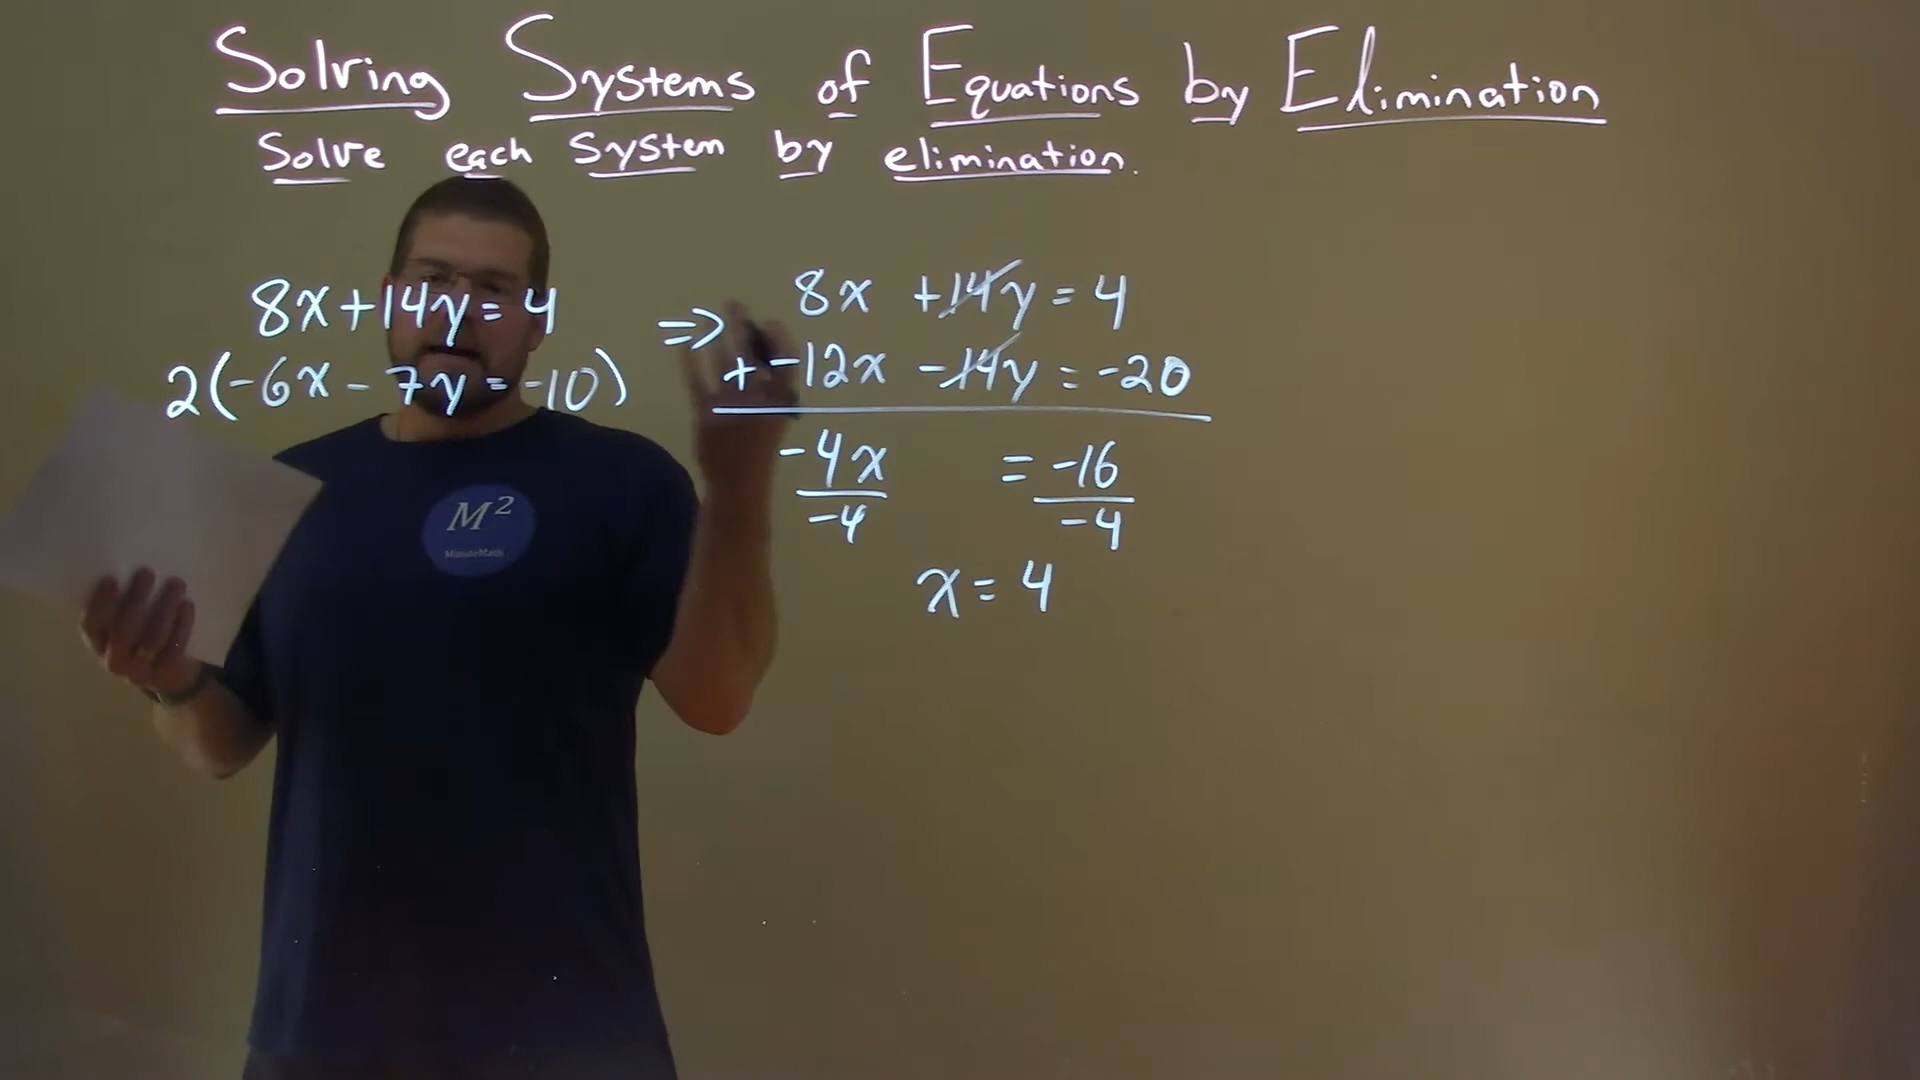 Solving Systems of Equations by Elimination
Solve each system by elimination.
8x+14y=4
2(-6x-7y=-10)
⇒
8x +14y=4
+ -12x -14y=-20
-4x = -16
-4 -4
x=4
M²
MinuteMath